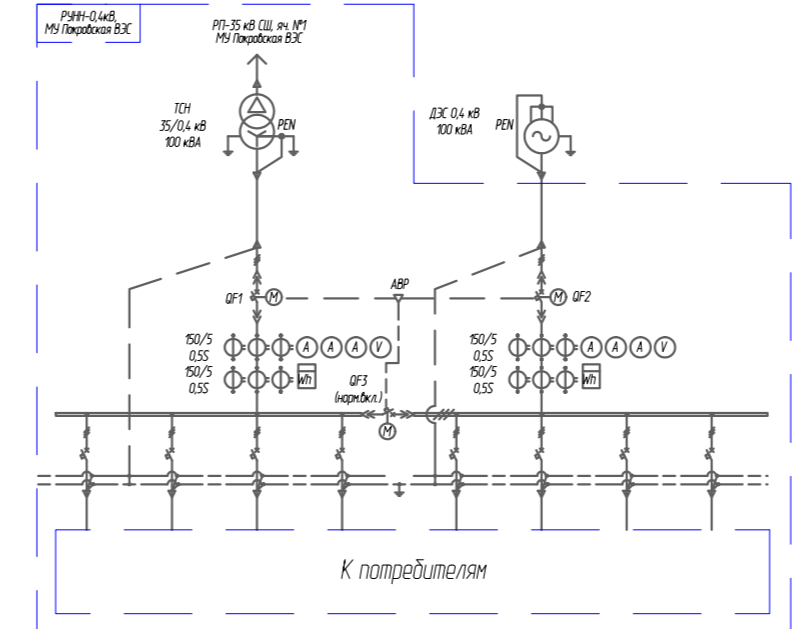 РУНН-0,4кВ,
МУ Покровская ВЭС
РП-35 кВ СШ, яч. №1
МУ Покровская ВЭС
ТСН
35/0,4 кВ
100 кВА
PEN
ДЭС 0,4 кВ
100 кВА
PEN
АВР
QF1
M
M
QF2
150/5
0,5S
A
A
A
V
150/5
0,5S
Wh
150/5
0,5S
A
A
A
V
150/5
0,5S
Wh
QF3
(норм.вкл.)
M
К потребителям